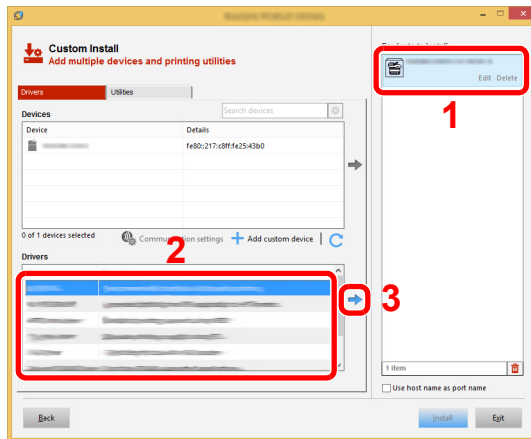 Custom Install
Add multiple devices and printing utilities
Drivers
Utilities
Devices
Search devices
Device
Details
fe80::217:c8ff:fe25:43b0
0 of 1 devices selected
settings
Add custom device
Drivers
Edit Delete
1
2
3
1 item
Use host name as port name
Back
Install
Exit